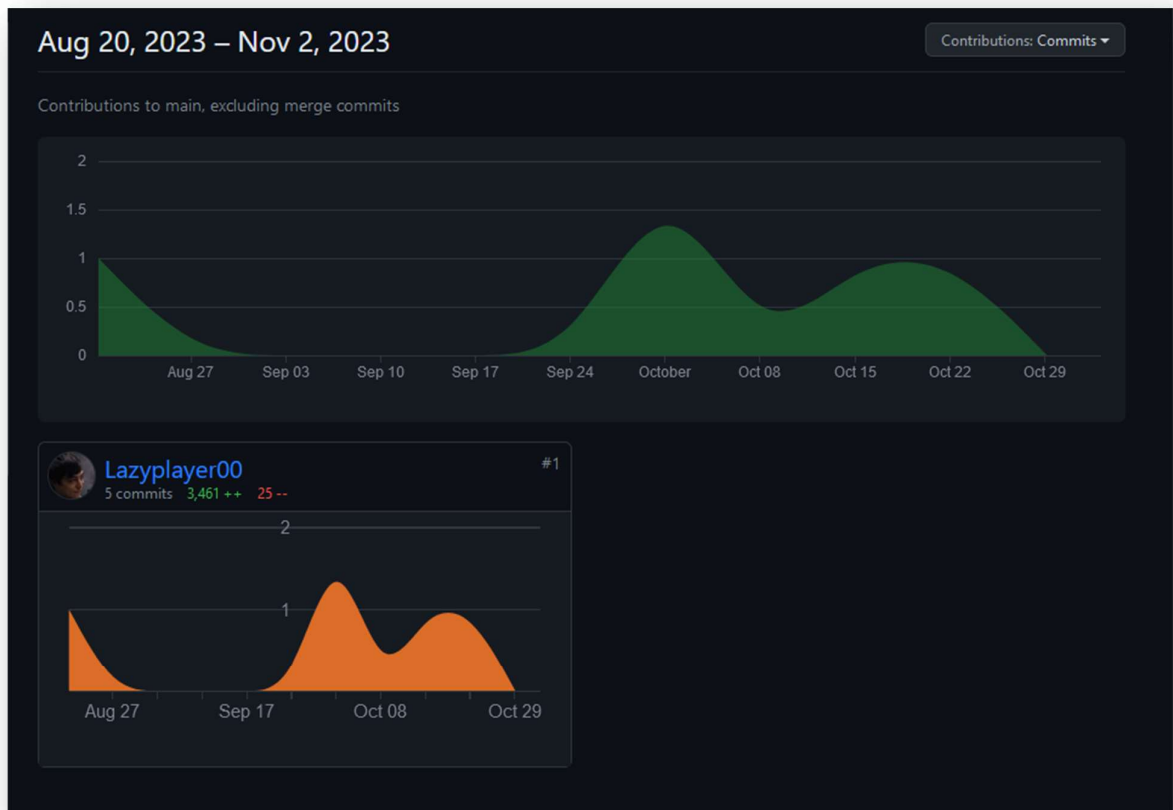 Aug 20, 2023 – Nov 2, 2023
Contributions: Commits
Contributions to main, excluding merge commits
2
1.5
1
0.5
0
Aug 27 Sep 03 Sep 10 Sep 17 Sep 24 October Oct 08 Oct 15 Oct 22 Oct 29
Lazyplayer00
#1
5 commits 3,461 ++ 25 --
2
1
Aug 27 Sep 17 Oct 08 Oct 29